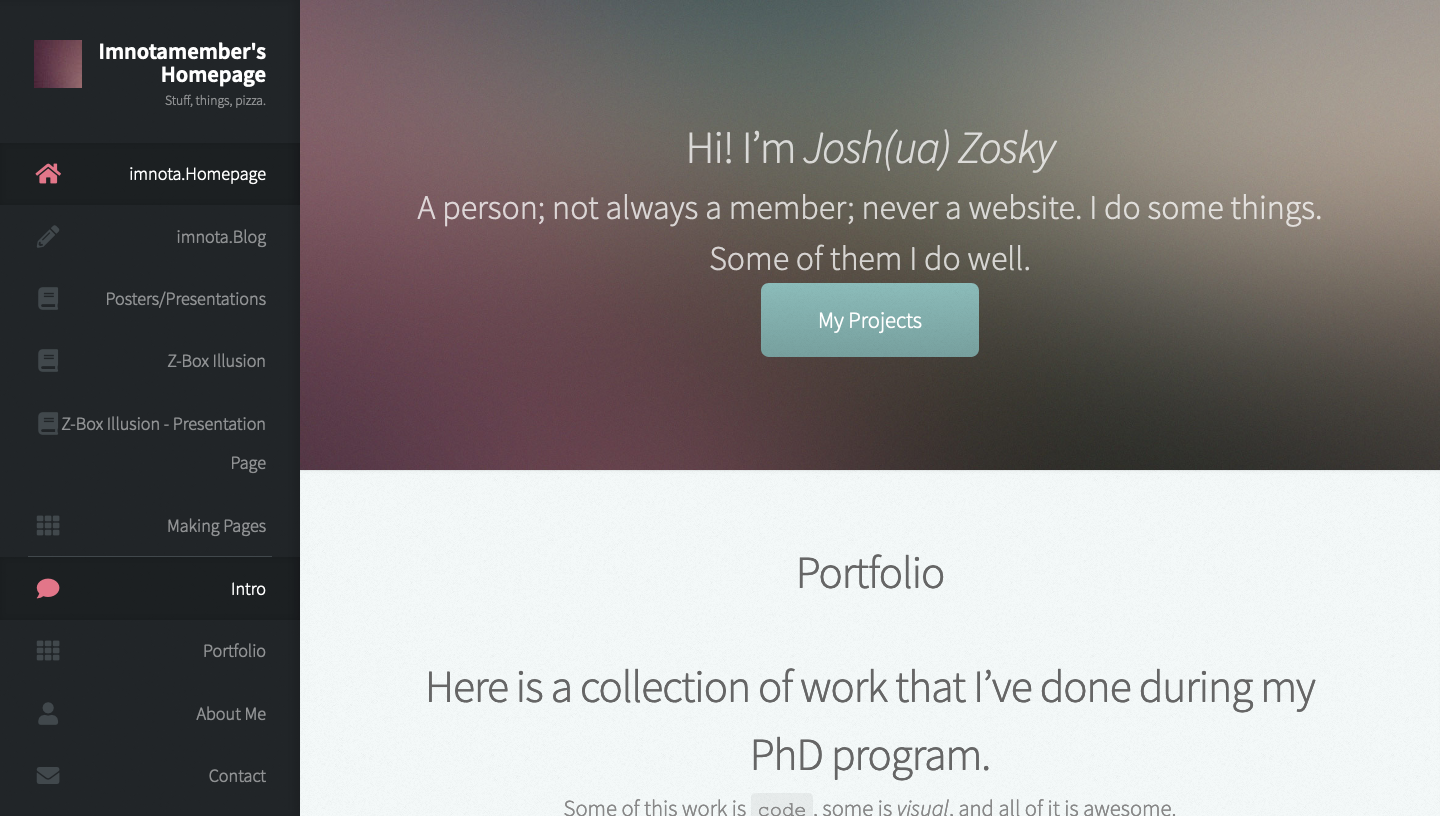 Imnotamember's
Homepage
Stuff, things, pizza.
imnota.Homepage
imnota.Blog
Posters/Presentations
Z-Box Illusion
Z-Box Illusion - Presentation
Page
Making Pages
Intro
Portfolio
About Me
Contact
Hi! I’m Josh(ua) Zosky
A person; not always a member; never a website. I do some things.
Some of them I do well.
My Projects
Portfolio
Here is a collection of work that I’ve done during my
PhD program.
Some of this work is code, some is visual, and all of it is awesome.